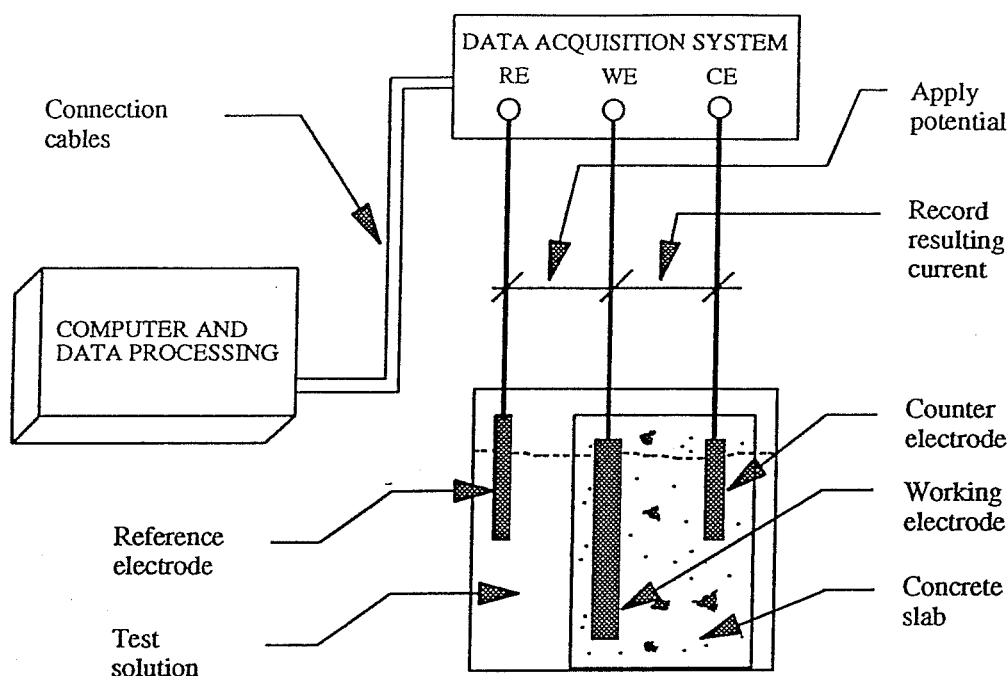 DATA ACQUISITION SYSTEM
RE WE CE
Connection
cables
Apply
potential
Record
resulting
current
COMPUTER AND
DATA PROCESSING
Counter
electrode
Working
electrode
Reference
electrode
Concrete
slab
Test
solution